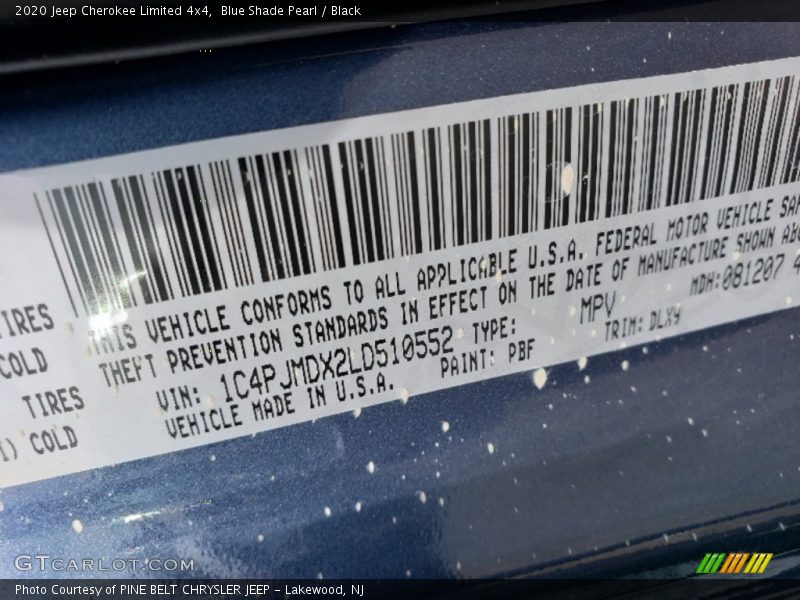 2020 Jeep Cherokee Limited 4x4,  Blue Shade Pearl / Black
THIS VEHICLE CONFORMS TO ALL APPLICABLE U.S.A. FEDERAL MOTOR VEHICLE SA
THEFT PREVENTION STANDARDS IN EFFECT ON THE DATE OF MANUFACTURE SHOWN ABO
VIN: 1C4PJMDX2LD510552 TYPE: MPV MDH:081207 4
VEHICLE MADE IN U.S.A. PAINT: PBF TRIM: DLX9
TIRES
COLD
TIRES
) COLD
GTCARLOT.COM
Photo Courtesy of PINE BELT CHRYSLER JEEP - Lakewood, NJ